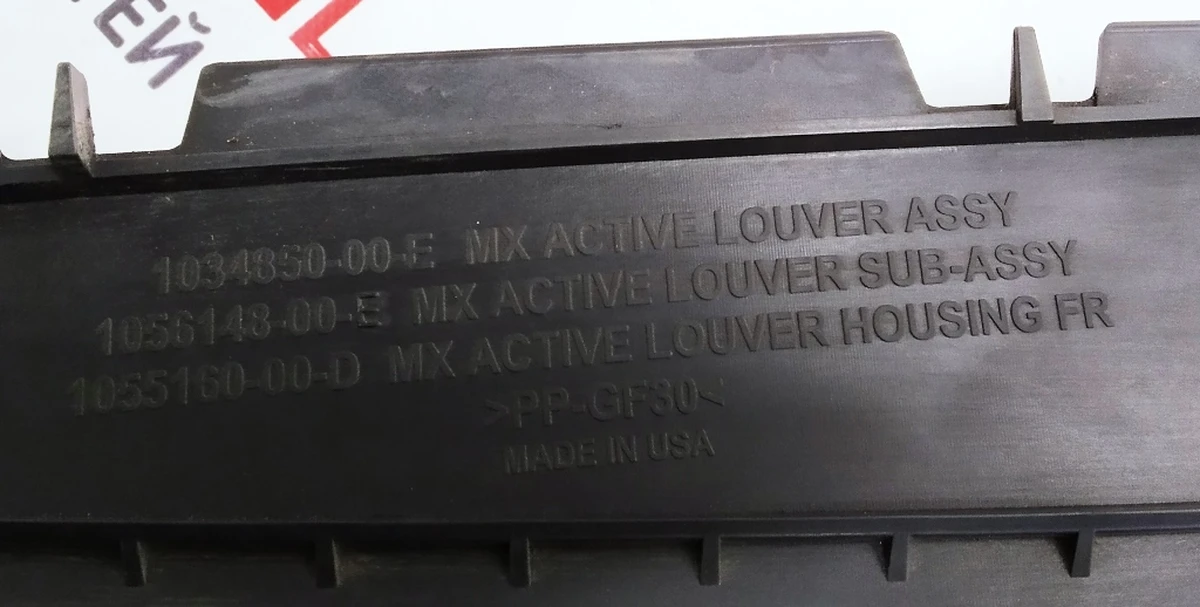 ЕЙ
1034850-00-E MX ACTIVE LOUVER ASSY
1056148-00-E MX ACTIVE LOUVER SUB-ASSY
1055160-00-D MX ACTIVE LOUVER HOUSING FR
>PP-GF30<
MADE IN USA